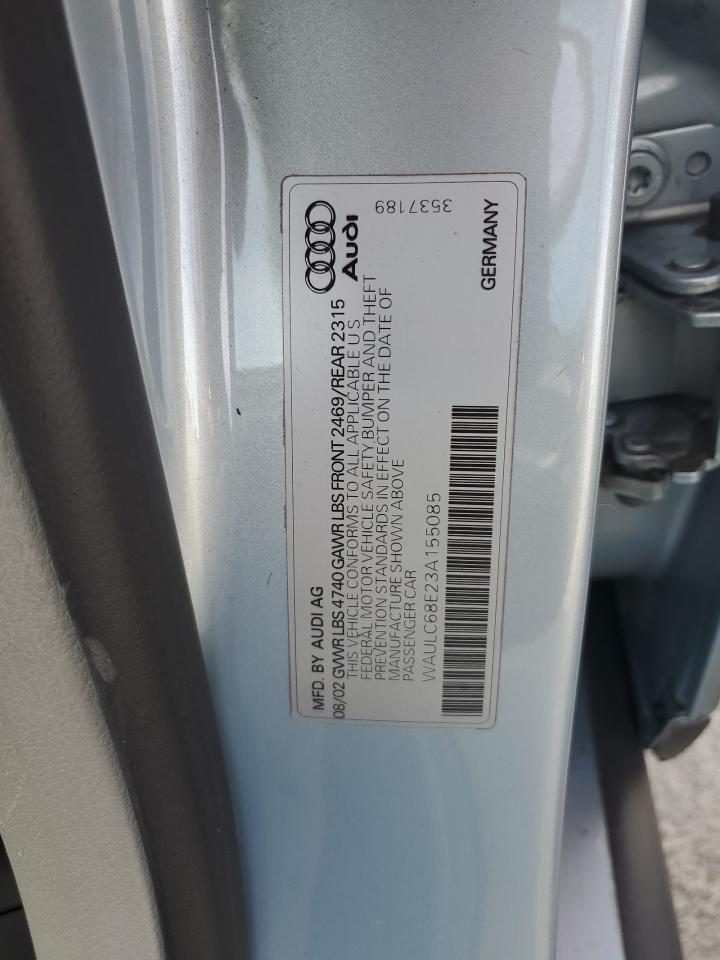 MFD. BY AUDI AG
Audi
08/02 GVWR LBS 4740 GAWR LBS FRONT 2469/REAR 2315
THIS VEHICLE CONFORMS TO ALL APPLICABLE U S
FEDERAL MOTOR VEHICLE SAFETY, BUMPER AND THEFT
PREVENTION STANDARDS IN EFFECT ON THE DATE OF
MANUFACTURE SHOWN ABOVE
PASSENGER CAR
3537189
WAULC68E23A155085
3537189
GERMANY